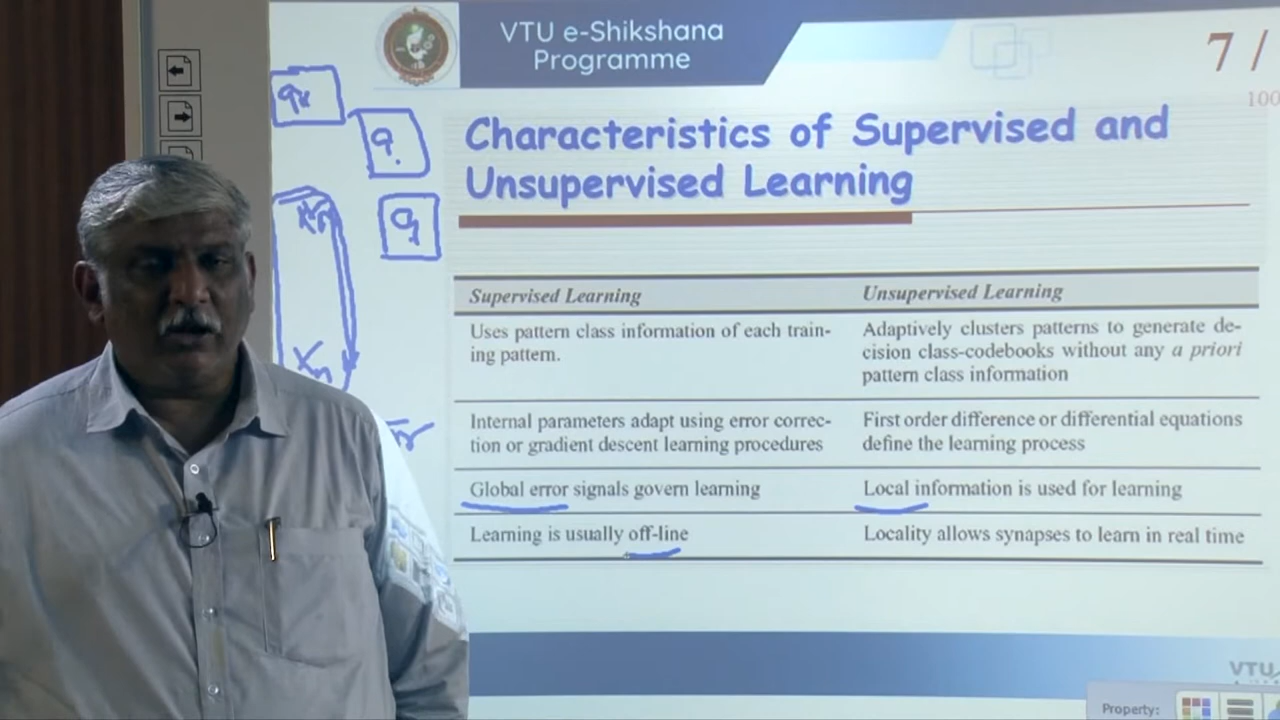 VTU e-Shikshana
Programme
7 /
100
Characteristics of Supervised and
Unsupervised Learning
Supervised Learning
Unsupervised Learning
Uses pattern class information of each train-
ing pattern.
Adaptively clusters patterns to generate de-
cision class-codebooks without any a priori
pattern class information
Internal parameters adapt using error correc-
tion or gradient descent learning procedures
First order difference or differential equations
define the learning process
Global error signals govern learning
Local information is used for learning
Learning is usually off-line
Locality allows synapses to learn in real time
VTU
Property: